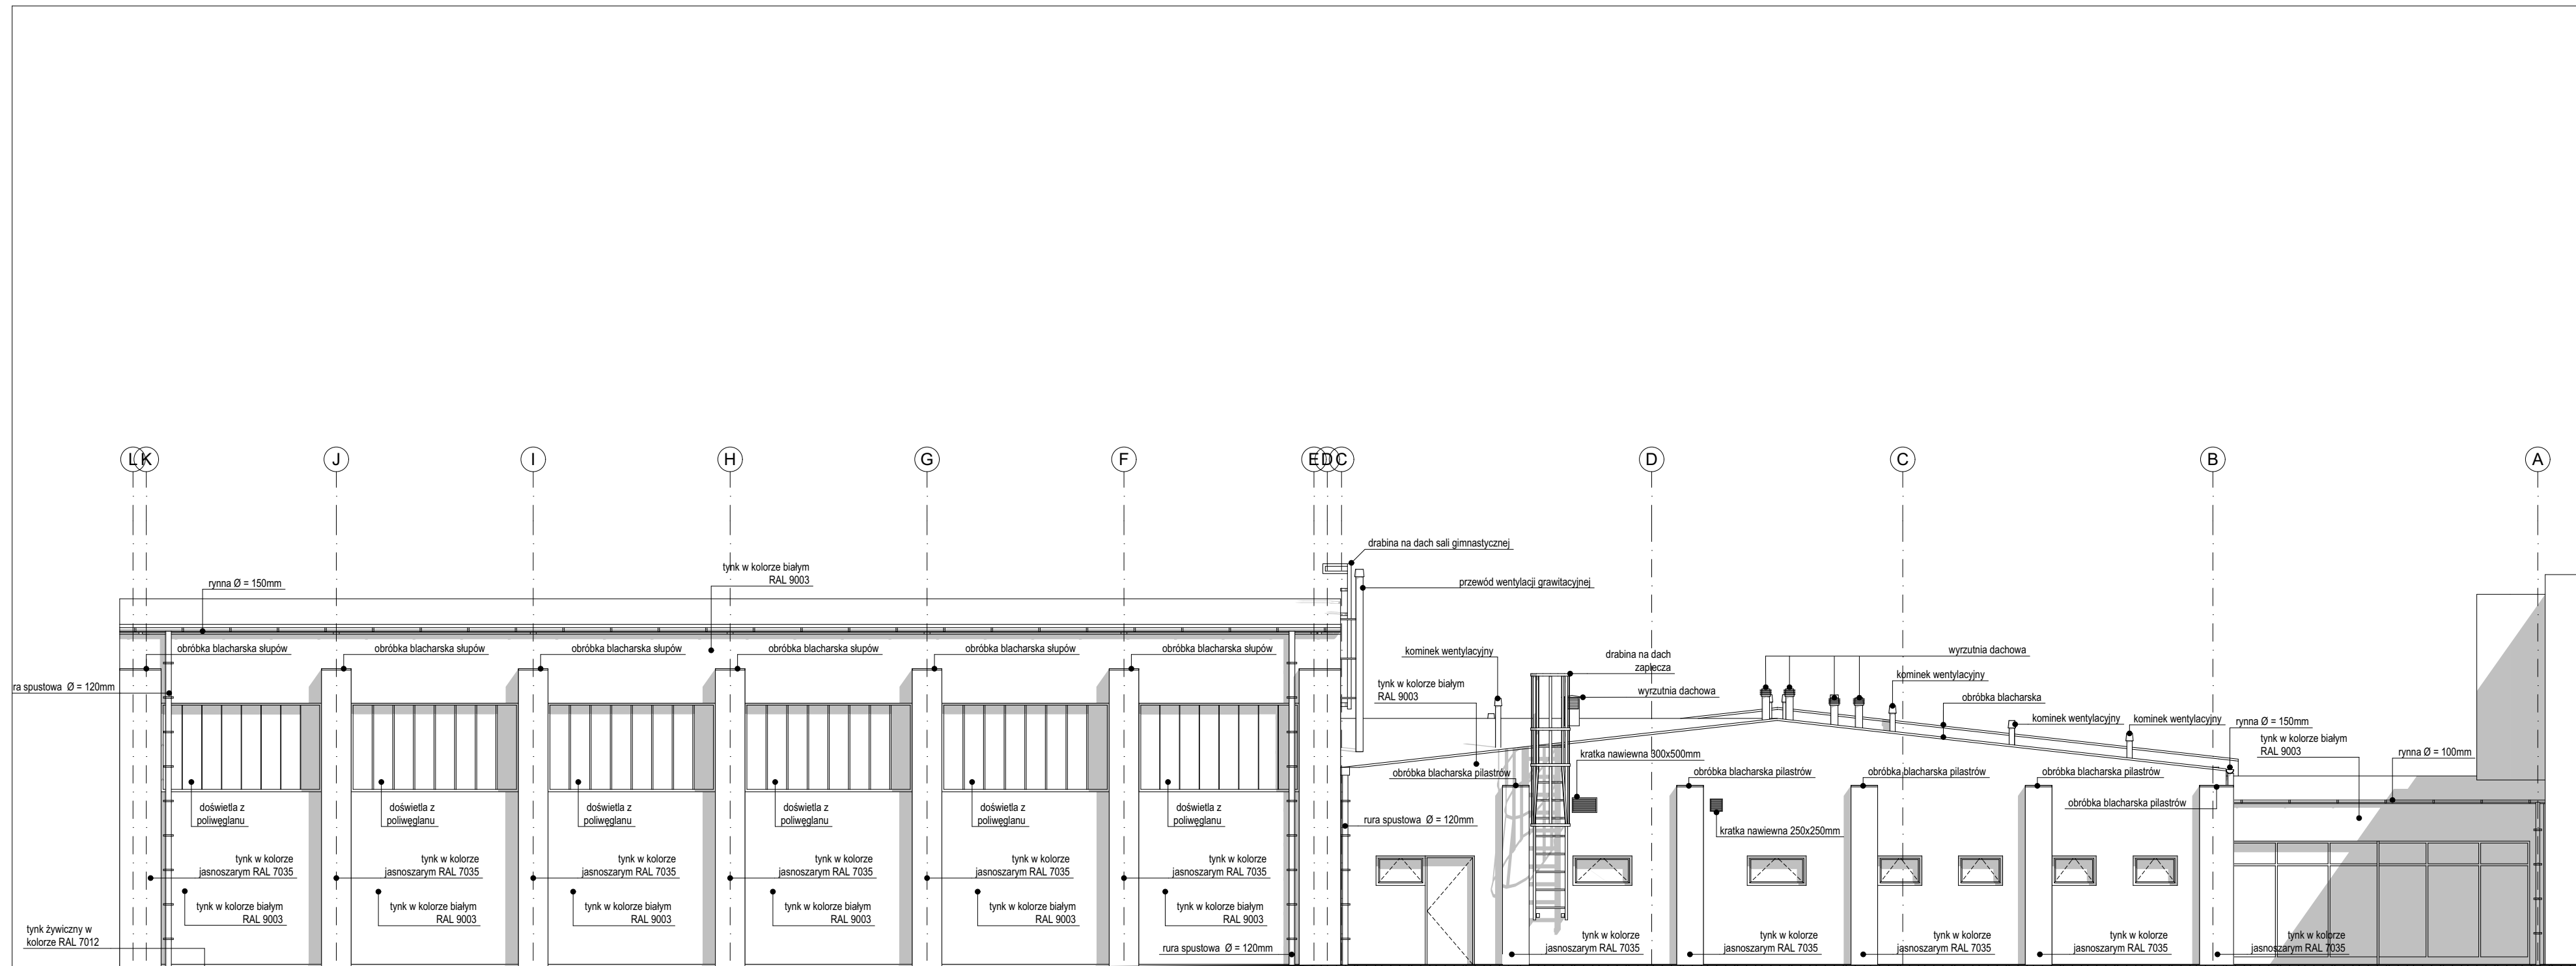 L K J I H G F E D C D C B A
drabina na dach sali gimnastycznej
tynk w kolorze białym
RAL 9003
rynna Ø = 150mm
przewód wentylacji grawitacyjnej
obróbka blacharska słupów
obróbka blacharska słupów
obróbka blacharska słupów
obróbka blacharska słupów
obróbka blacharska słupów
obróbka blacharska słupów
kominek wentylacyjny
drabina na dach
zaplecza
wyrzutnia dachowa
kominek wentylacyjny
ra spustowa Ø = 120mm
tynk w kolorze białym
RAL 9003
wyrzutnia dachowa
obróbka blacharska
kominek wentylacyjny
kominek wentylacyjny
rynna Ø = 150mm
tynk w kolorze białym
RAL 9003
rynna Ø = 100mm
kratka nawiewna 300x500mm
obróbka blacharska pilastrów
obróbka blacharska pilastrów
obróbka blacharska pilastrów
obróbka blacharska pilastrów
obróbka blacharska pilastrów
doświetla z
poliwęglanu
doświetla z
poliwęglanu
doświetla z
poliwęglanu
doświetla z
poliwęglanu
doświetla z
poliwęglanu
doświetla z
poliwęglanu
rura spustowa Ø = 120mm
kratka nawiewna 250x250mm
tynk w kolorze
jasnoszarym RAL 7035
tynk w kolorze
jasnoszarym RAL 7035
tynk w kolorze
jasnoszarym RAL 7035
tynk w kolorze
jasnoszarym RAL 7035
tynk w kolorze
jasnoszarym RAL 7035
tynk w kolorze
jasnoszarym RAL 7035
tynk w kolorze białym
RAL 9003
tynk w kolorze białym
RAL 9003
tynk w kolorze białym
RAL 9003
tynk w kolorze białym
RAL 9003
tynk w kolorze białym
RAL 9003
tynk w kolorze białym
RAL 9003
tynk żywiczny w
kolorze RAL 7012
rura spustowa Ø = 120mm
tynk w kolorze
jasnoszarym RAL 7035
tynk w kolorze
jasnoszarym RAL 7035
tynk w kolorze
jasnoszarym RAL 7035
tynk w kolorze
jasnoszarym RAL 7035
tynk w kolorze
jasnoszarym RAL 7035